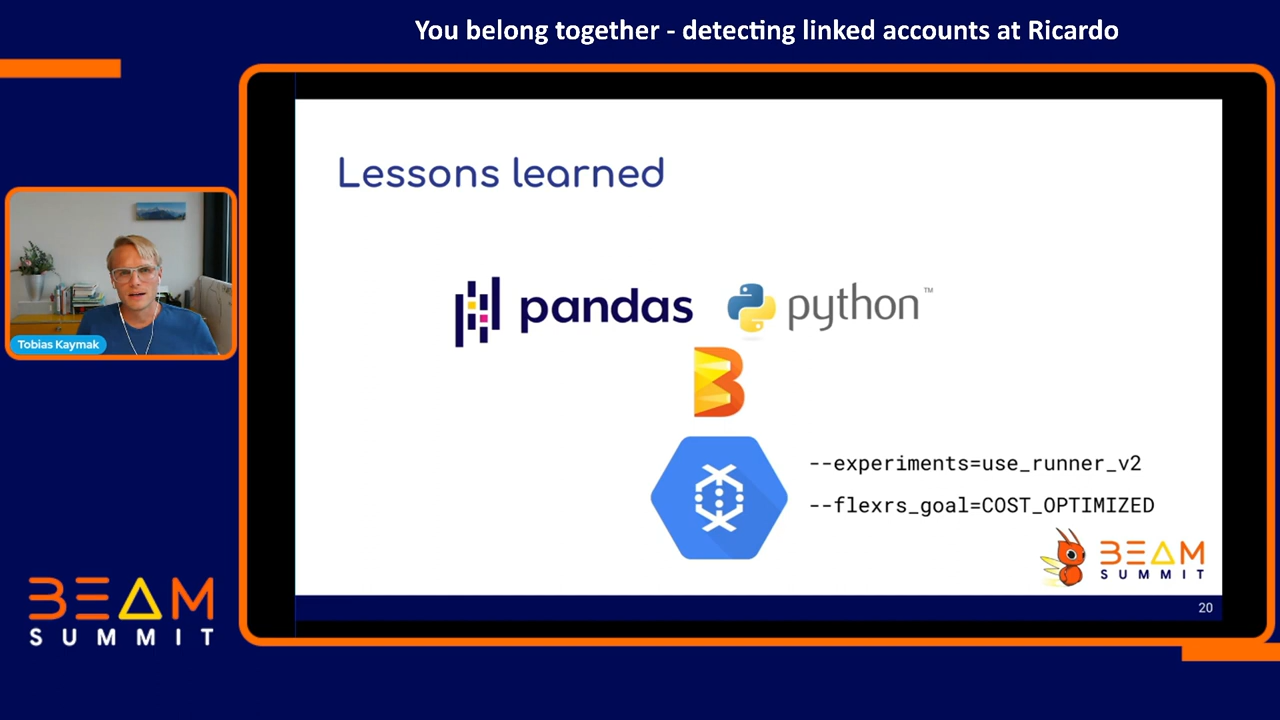 You belong together - detecting linked accounts at Ricardo
Lessons learned
pandas
python™
--experiments=use_runner_v2
--flexrs_goal=COST_OPTIMIZED
BEAM
SUMMIT
20
Tobias Kaymak
BEAM
SUMMIT